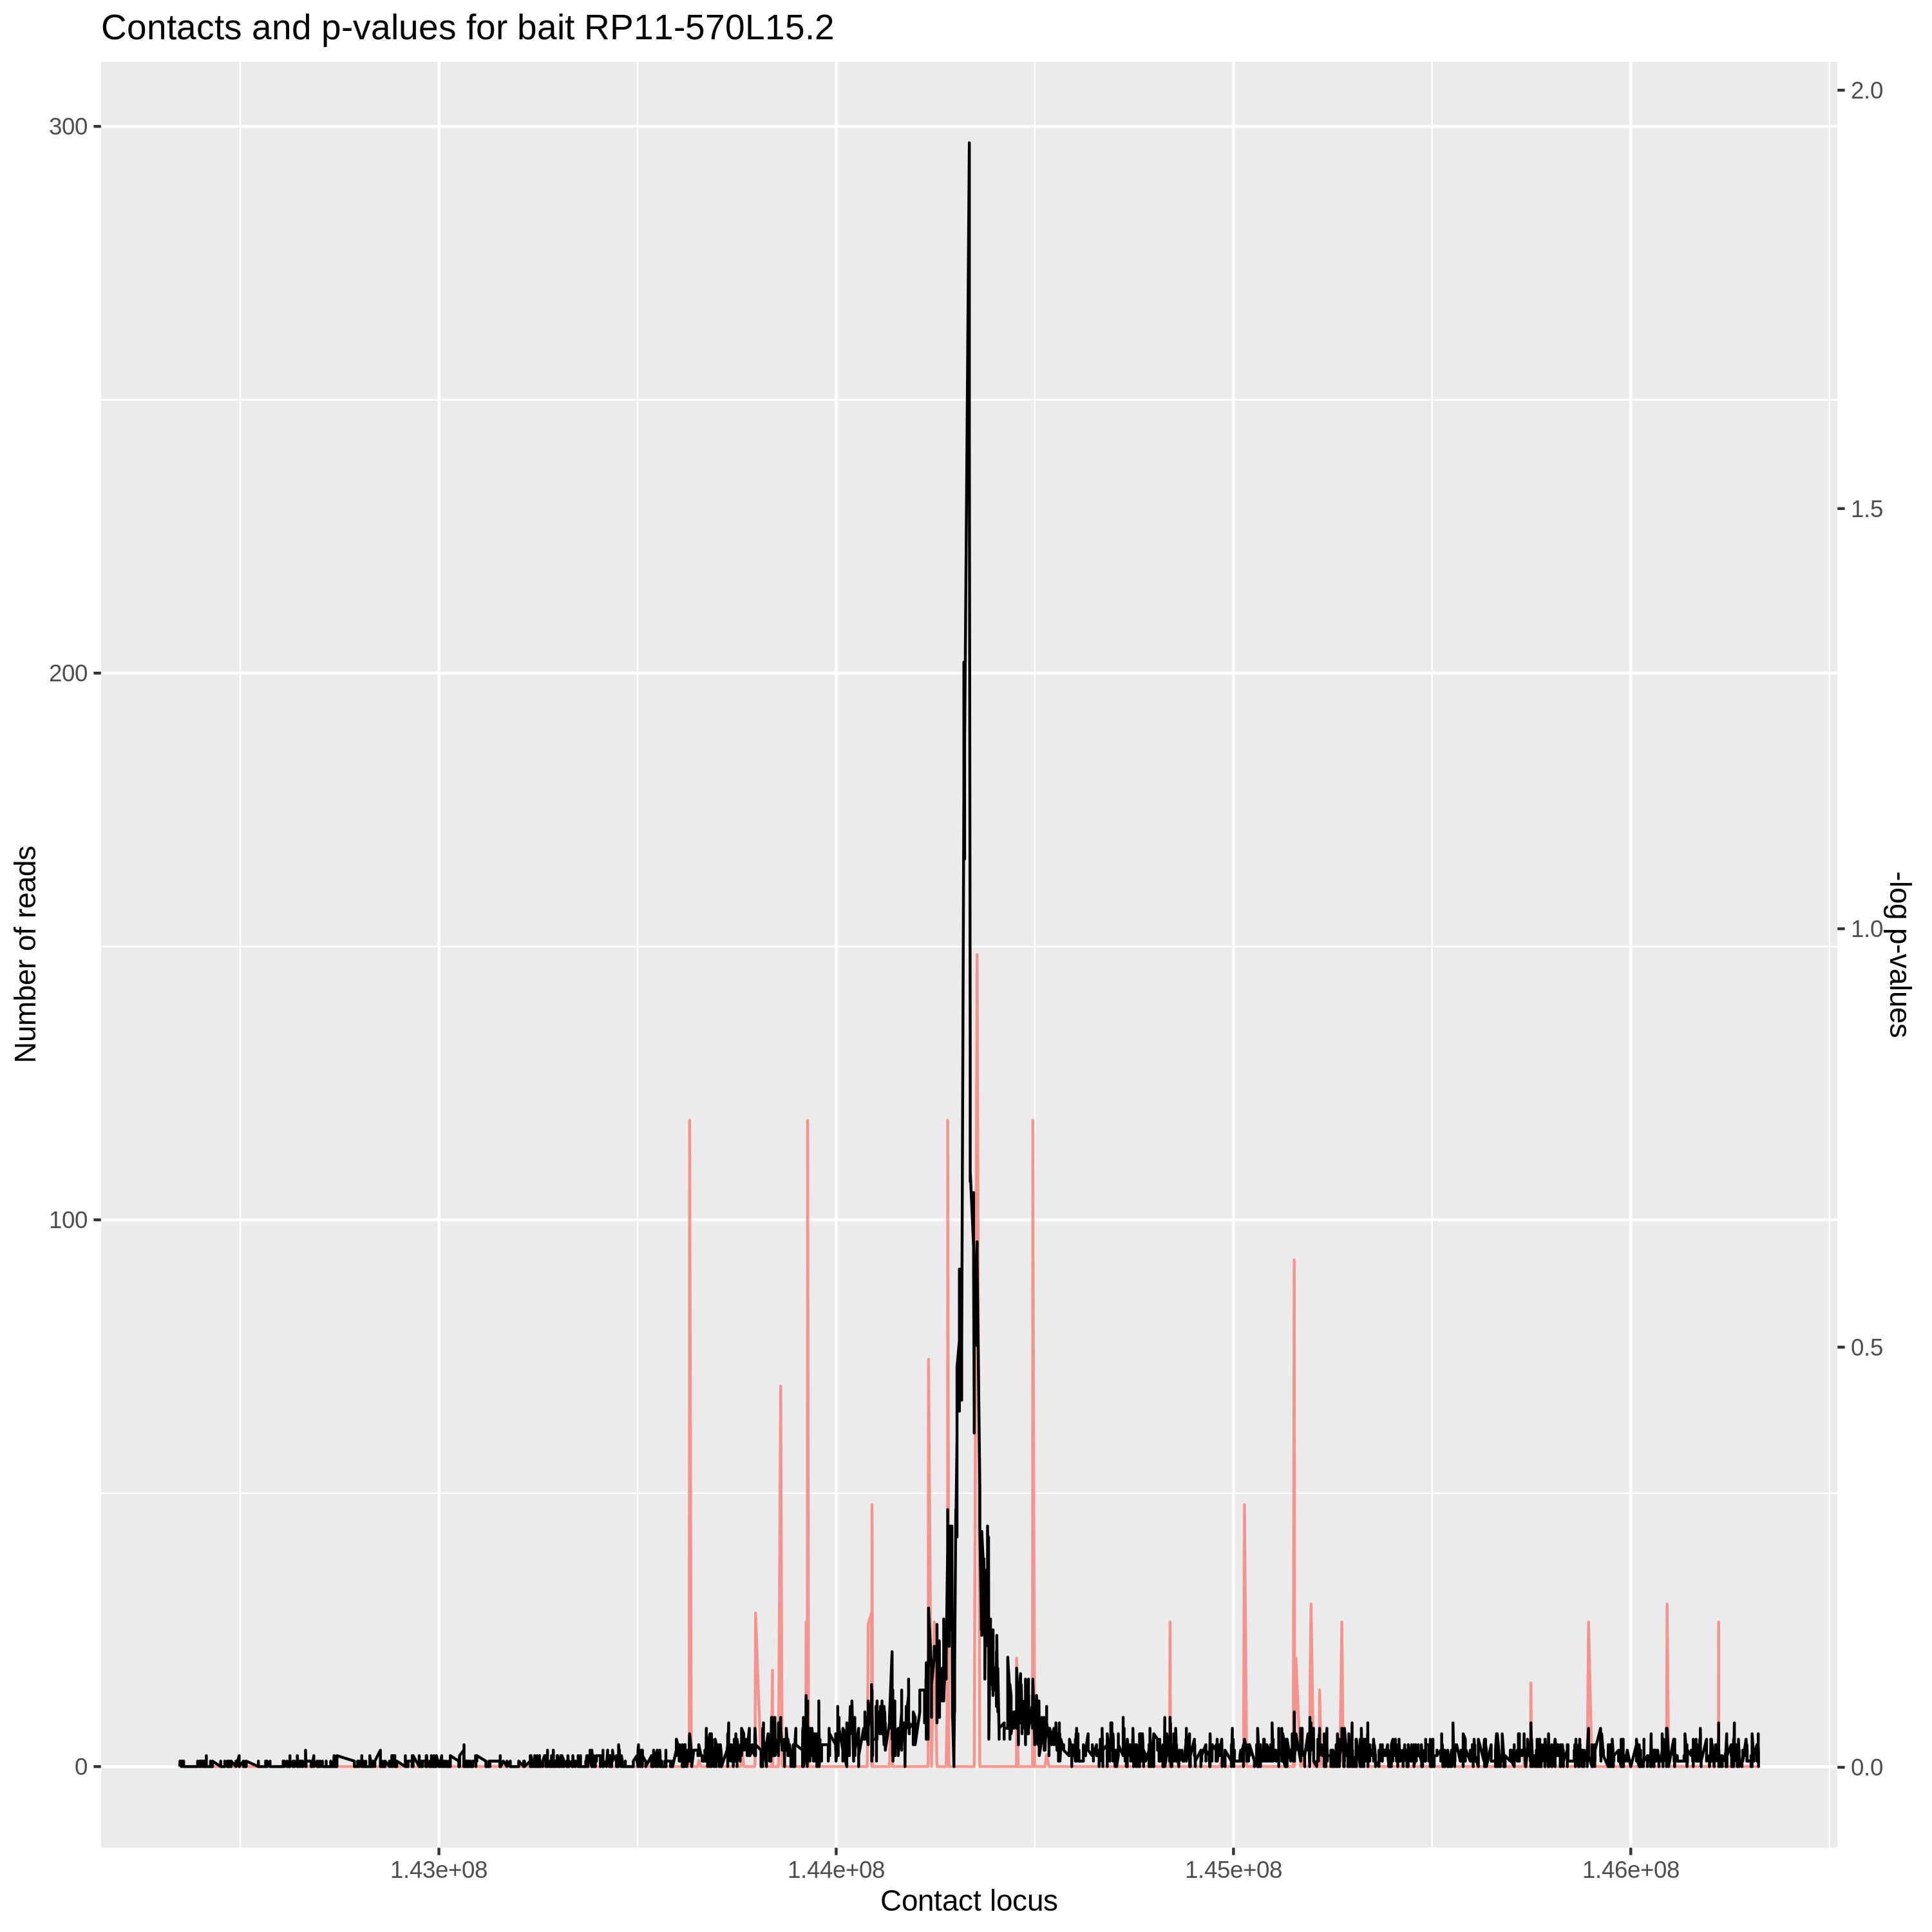 Contacts and p-values for bait RP11-570L15.2
300
200
100
0
Number of reads
2.0
1.5
1.0
0.5
0.0
-log p-values
1.43e+08
1.44e+08
1.45e+08
1.46e+08
Contact locus